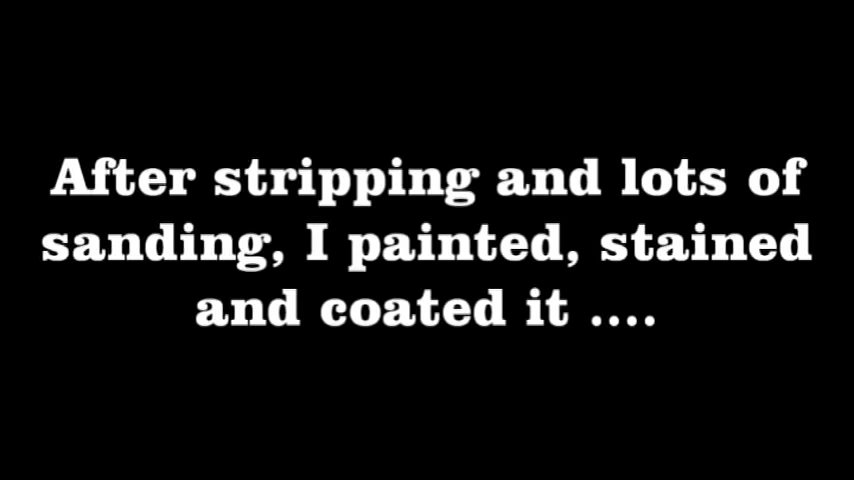 After stripping and lots of
sanding, I painted, stained
and coated it ....